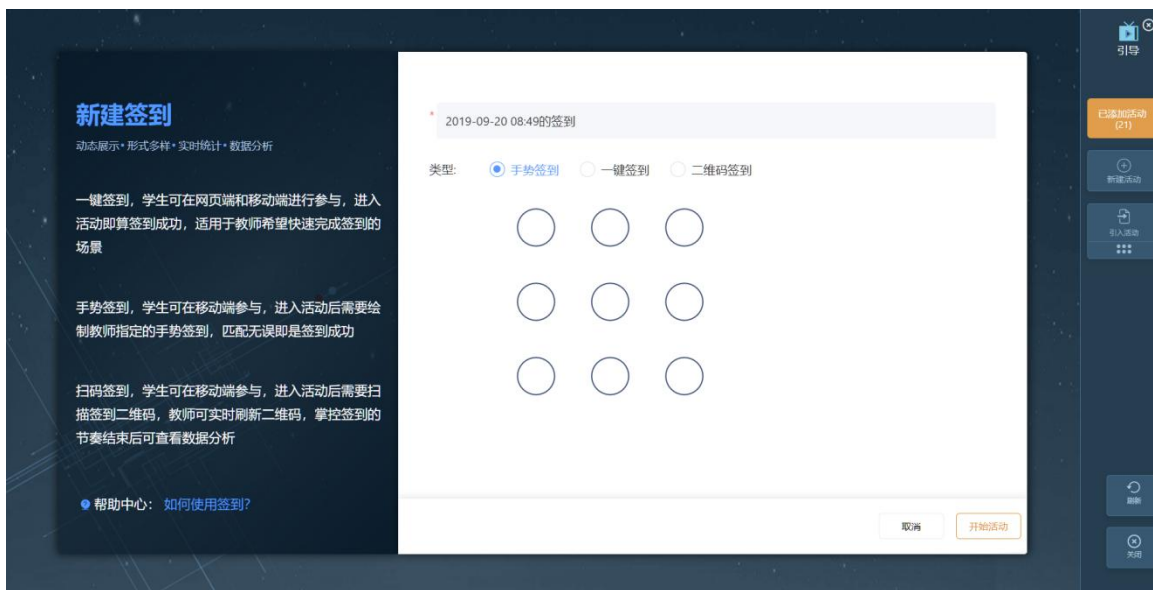 引导
新建签到
动态展示•形式多样•实时统计•数据分析
一键签到，学生可在网页端和移动端进行参与，进入
活动即算签到成功，适用于教师希望快速完成签到的
场景
手势签到，学生可在移动端参与，进入活动后需要绘
制教师指定的手势签到，匹配无误即是签到成功
扫码签到，学生可在移动端参与，进入活动后需要扫
描签到二维码，教师可实时刷新二维码，掌控签到的
节奏结束后可查看数据分析
帮助中心： 如何使用签到?
* 2019-09-20 08:49的签到
类型: 手势签到 一键签到 二维码签到
取消 开始活动
已添加活动
(21)
新建活动
引入活动
刷新
关闭